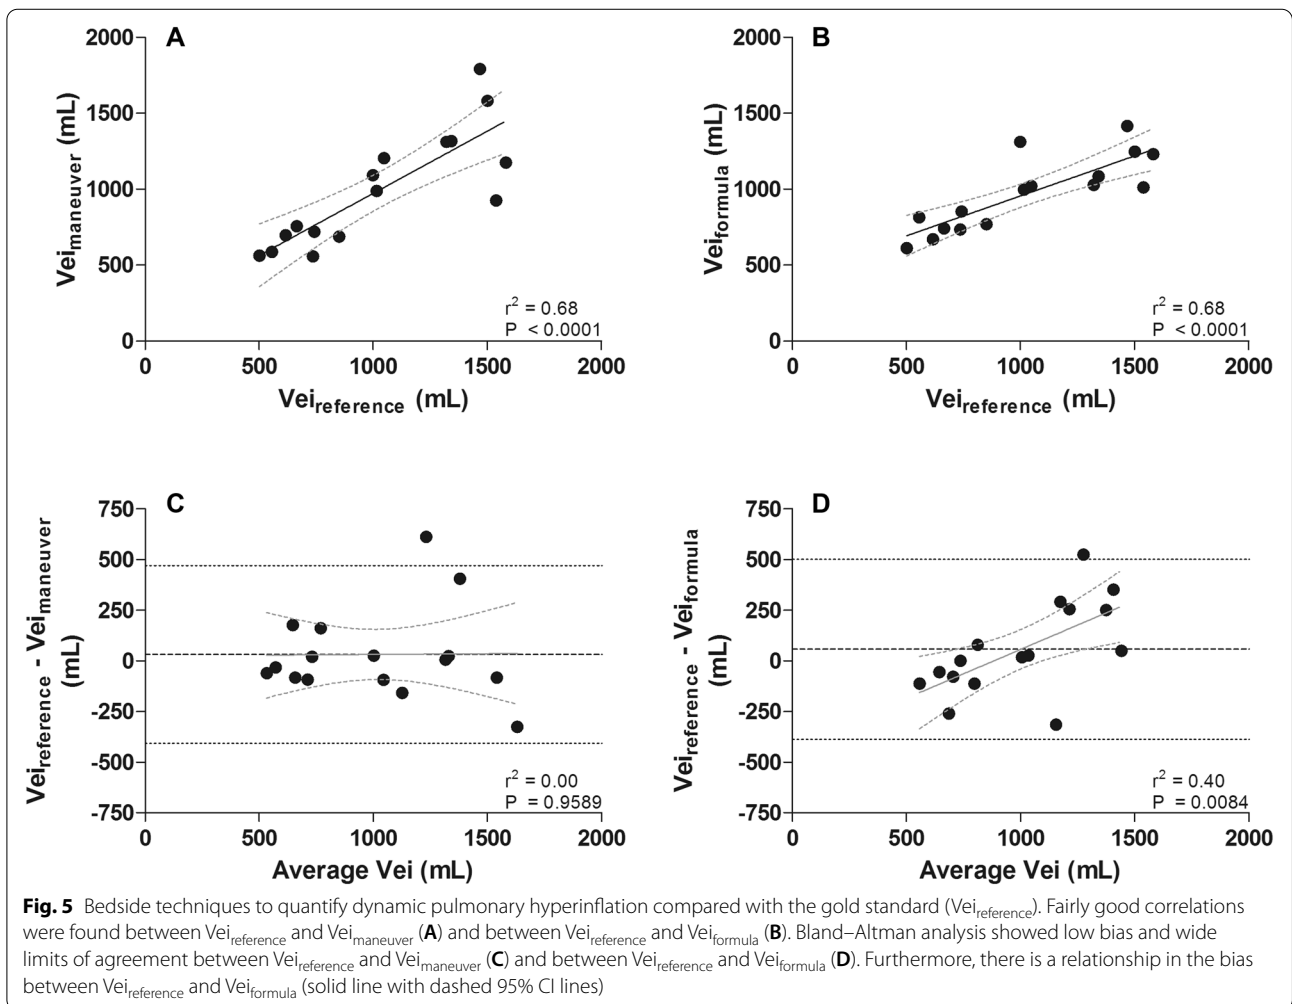 A
2000
1500
1000
500
0
Vei_maneuver (mL)
r² = 0.68
P < 0.0001
0 500 1000 1500 2000
Vei_reference (mL)
B
2000
1500
1000
500
0
Vei_formula (mL)
r² = 0.68
P < 0.0001
0 500 1000 1500 2000
Vei_reference (mL)
C
750
500
250
0
-250
-500
-750
Vei_reference - Vei_maneuver
(mL)
r² = 0.00
P = 0.9589
0 500 1000 1500 2000
Average Vei (mL)
D
750
500
250
0
-250
-500
-750
Vei_reference - Vei_formula
(mL)
r² = 0.40
P = 0.0084
0 500 1000 1500 2000
Average Vei (mL)
Fig. 5 Bedside techniques to quantify dynamic pulmonary hyperinflation compared with the gold standard (Vei_reference). Fairly good correlations
were found between Vei_reference and Vei_maneuver (A) and between Vei_reference and Vei_formula (B). Bland–Altman analysis showed low bias and wide
limits of agreement between Vei_reference and Vei_maneuver (C) and between Vei_reference and Vei_formula (D). Furthermore, there is a relationship in the bias
between Vei_reference and Vei_formula (solid line with dashed 95% CI lines)